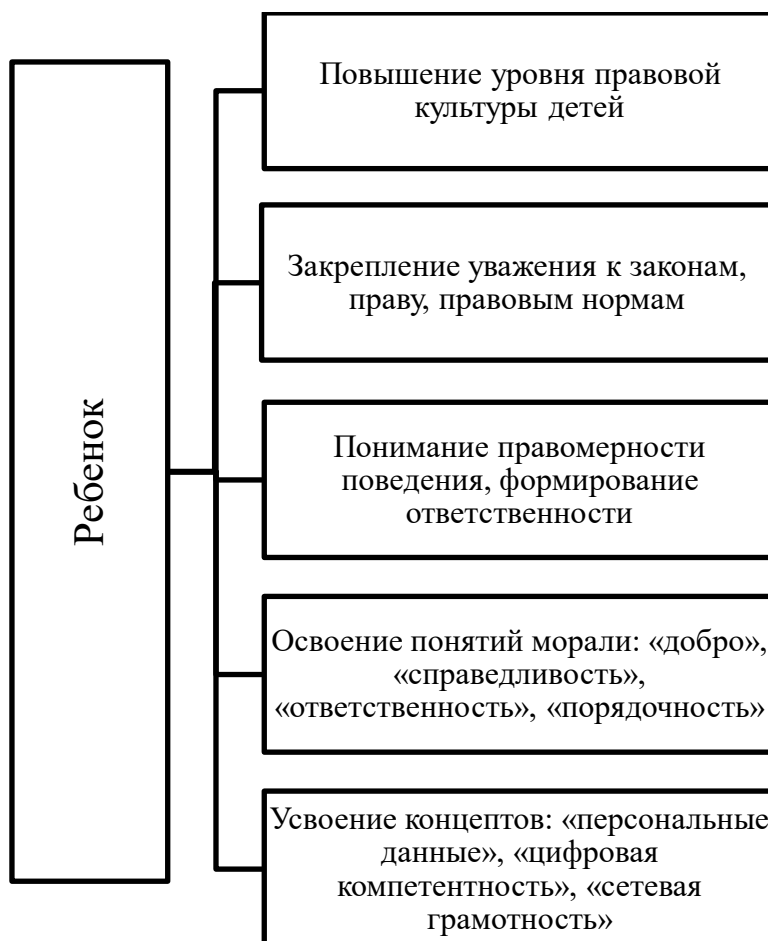 Ребенок
Повышение уровня правовой
культуры детей
Закрепление уважения к законам,
праву, правовым нормам
Понимание правомерности
поведения, формирование
ответственности
Освоение понятий морали: «добро»,
«справедливость»,
«ответственность», «порядочность»
Усвоение концептов: «персональные
данные», «цифровая
компетентность», «сетевая
грамотность»